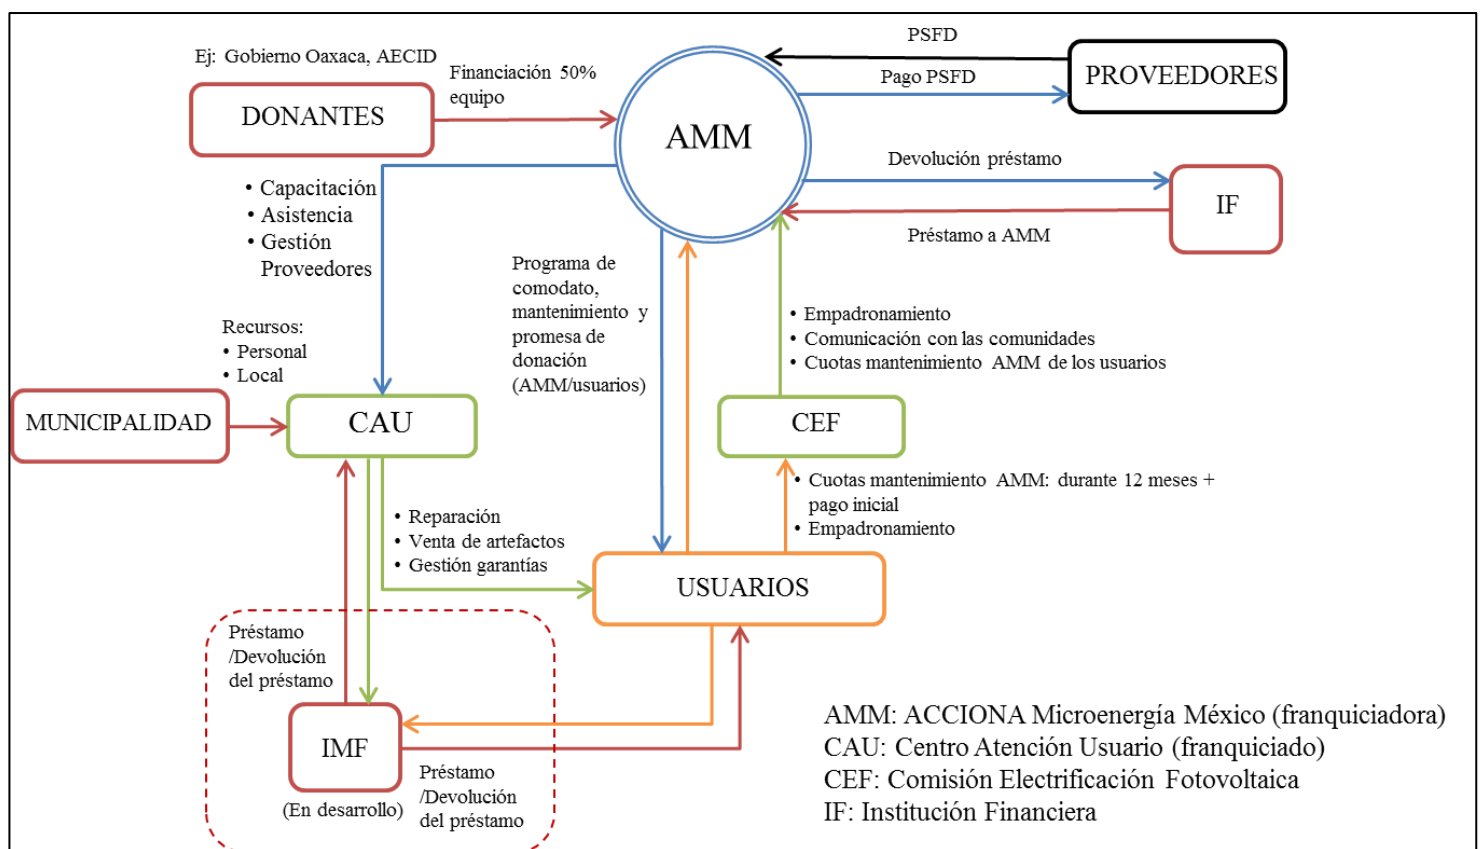 Ej: Gobierno Oaxaca, AECID
DONANTES
Financiación 50%
equipo
AMM
PSFD
Pago PSFD
PROVEEDORES
Devolución préstamo
IF
Préstamo a AMM
• Capacitación
• Asistencia
• Gestión
Proveedores
Recursos:
• Personal
• Local
MUNICIPALIDAD
CAU
Programa de
comodato,
mantenimiento y
promesa de
donación
(AMM/usuarios)
• Empadronamiento
• Comunicación con las comunidades
• Cuotas mantenimiento AMM de los usuarios
CEF
• Cuotas mantenimiento AMM: durante 12 meses +
pago inicial
• Empadronamiento
• Reparación
• Venta de artefactos
• Gestión garantías
USUARIOS
Préstamo
/Devolución
del préstamo
IMF
(En desarrollo)
Préstamo
/Devolución
del préstamo
AMM: ACCIONA Microenergía México (franquiciadora)
CAU: Centro Atención Usuario (franquiciado)
CEF: Comisión Electrificación Fotovoltaica
IF: Institución Financiera